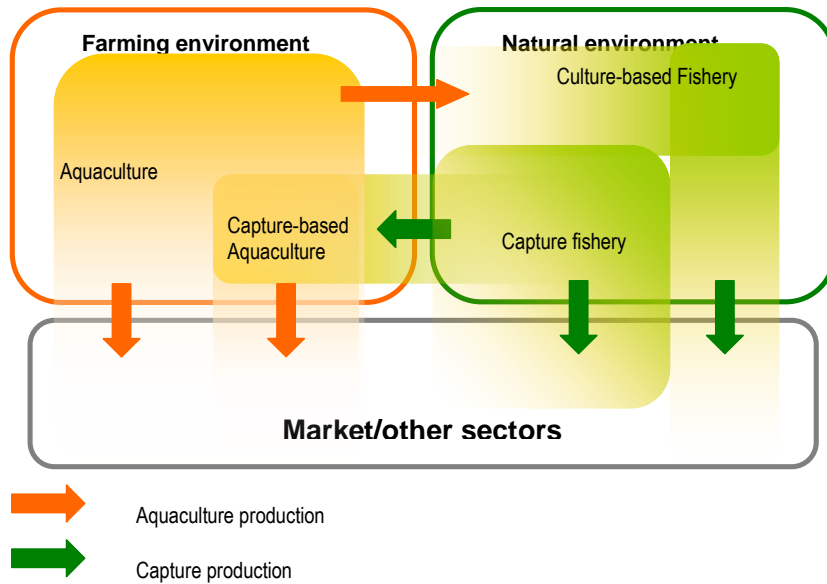 Farming environment
Natural environment
Culture-based Fishery
Aquaculture
Capture-based
Aquaculture
Capture fishery
Market/other sectors
Aquaculture production
Capture production